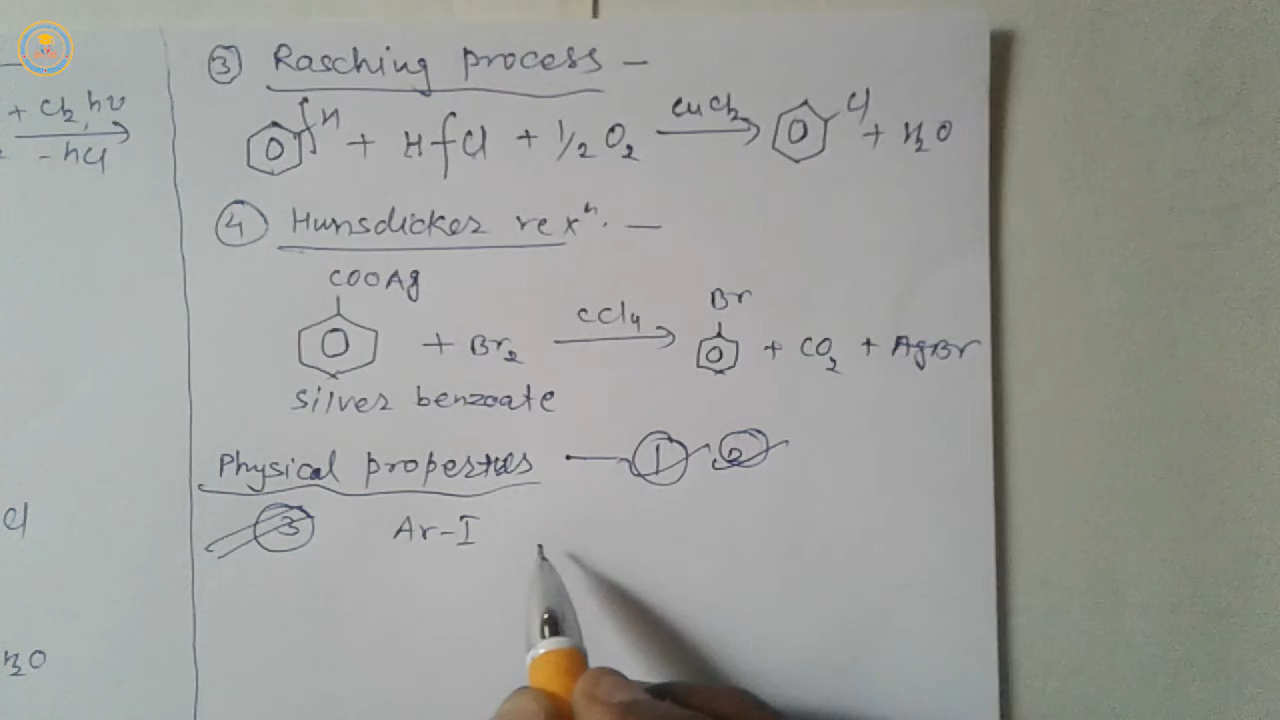 + Cl2, hν
- HCl
③ Rasching process —
H + H Cl + 1/2 O2 CuCl2 Cl + H2O
④ Hunsdicker rexn. —
COOAg
+ Br2 CCl4 Br + CO2 + AgBr
Silver benzoate
Physical properties — ① ②
③ Ar-I
Cl
H2O